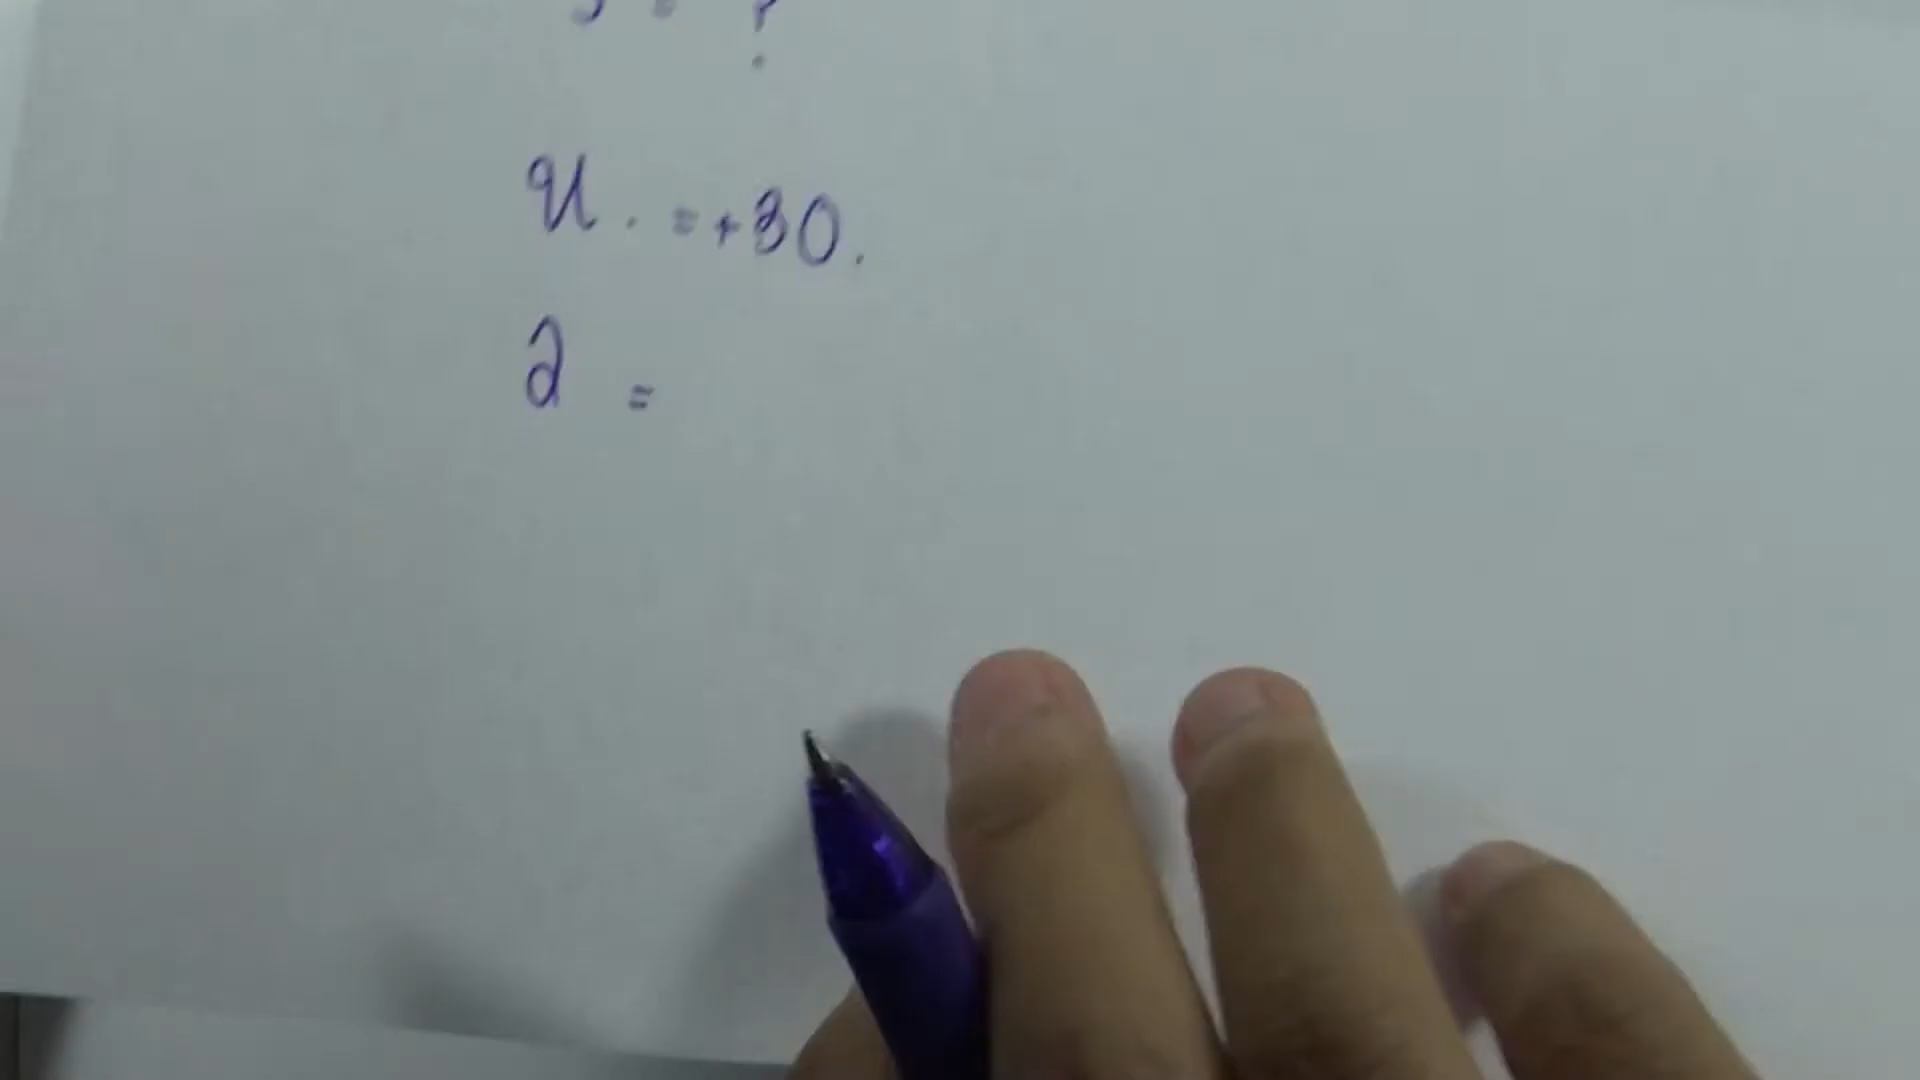 = ?
u. = +30.
a =